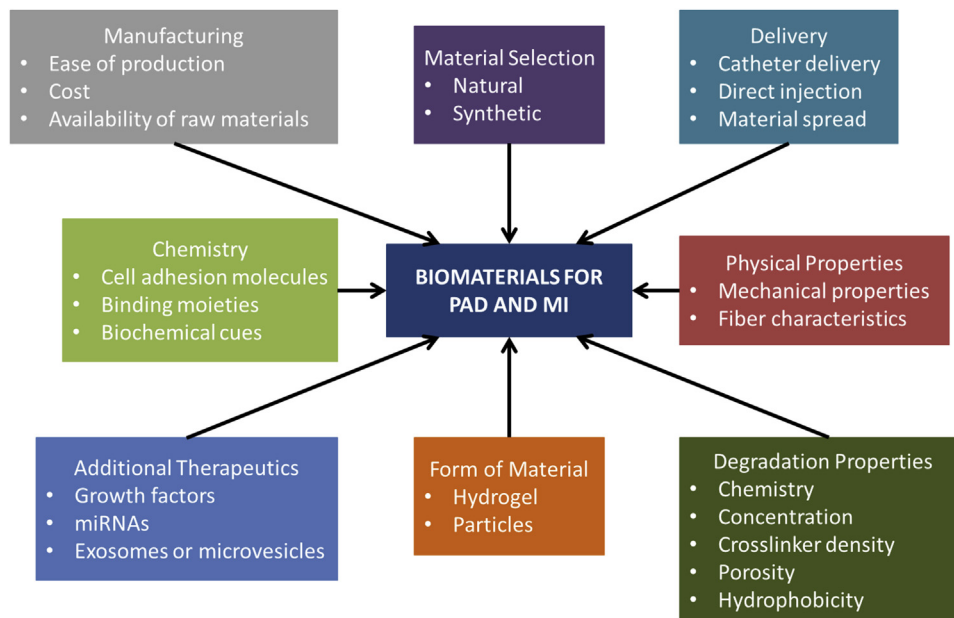 Manufacturing
• Ease of production
• Cost
• Availability of raw materials
Material Selection
• Natural
• Synthetic
Delivery
• Catheter delivery
• Direct injection
• Material spread
Chemistry
• Cell adhesion molecules
• Binding moieties
• Biochemical cues
BIOMATERIALS FOR
PAD AND MI
Physical Properties
• Mechanical properties
• Fiber characteristics
Additional Therapeutics
• Growth factors
• miRNAs
• Exosomes or microvesicles
Form of Material
• Hydrogel
• Particles
Degradation Properties
• Chemistry
• Concentration
• Crosslinker density
• Porosity
• Hydrophobicity